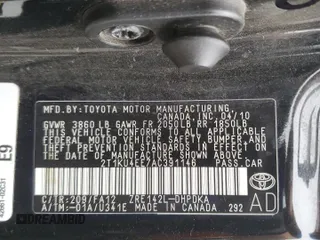 MFD.BY:TOYOTA MOTOR MANUFACTURING
CANADA,INC. 04/10
GVWR 3860 LB GAWR FR 2050LB RR 1850LB
THIS VEHICLE CONFORMS TO ALL APPLICABLE
FEDERAL MOTOR VEHICLE SAFETY, BUMPER, AND
THEFT PREVENTION STANDARDS IN EFFECT ON
THE DATE OF MANUFACTURE SHOWN ABOVE.
2T1KU4EE7AC391146 PASS.CAR
C/TR: 209/FA12 ZRE142L-DHPDKA
A/TM: -01A/U341E MADE IN CANADA 292
AD
TOYOTA
E9
BIDFAX